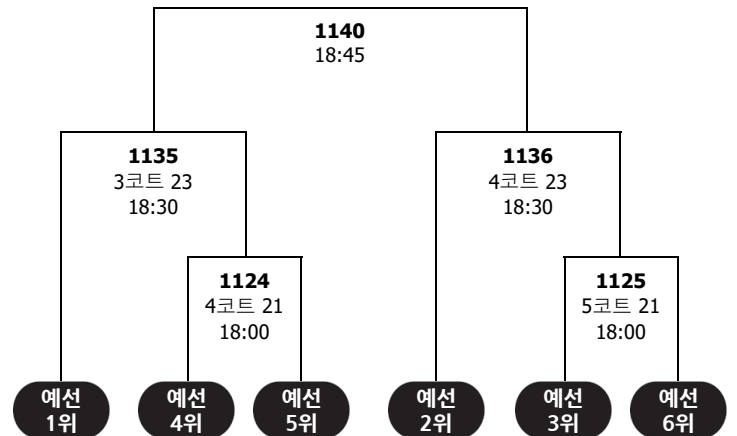 1140
18:45
1135
3코트 23
18:30
1136
4코트 23
18:30
1124
4코트 21
18:00
1125
5코트 21
18:00
예선
1위
예선
4위
예선
5위
예선
2위
예선
3위
예선
6위